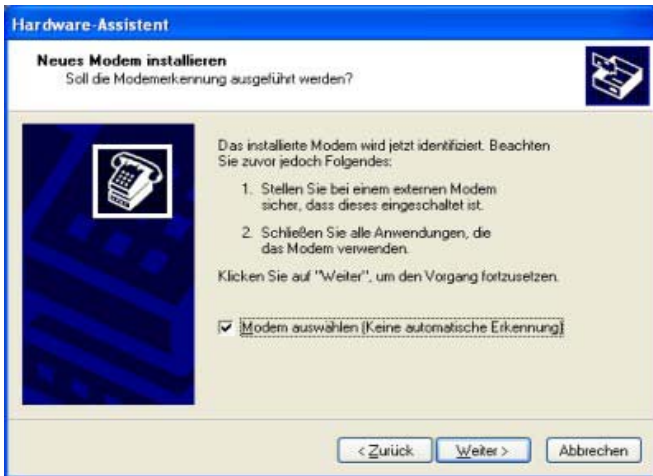 Hardware-Assistent
Neues Modem installieren
Soll die Modemerkennung ausgeführt werden?
Das installierte Modem wird jetzt identifiziert. Beachten
Sie zuvor jedoch Folgendes:
1. Stellen Sie bei einem externen Modem
sicher, dass dieses eingeschaltet ist.
2. Schließen Sie alle Anwendungen, die
das Modem verwenden.
Klicken Sie auf "Weiter", um den Vorgang fortzusetzen.
Modem auswählen (Keine automatische Erkennung)
< Zurück Weiter > Abbrechen